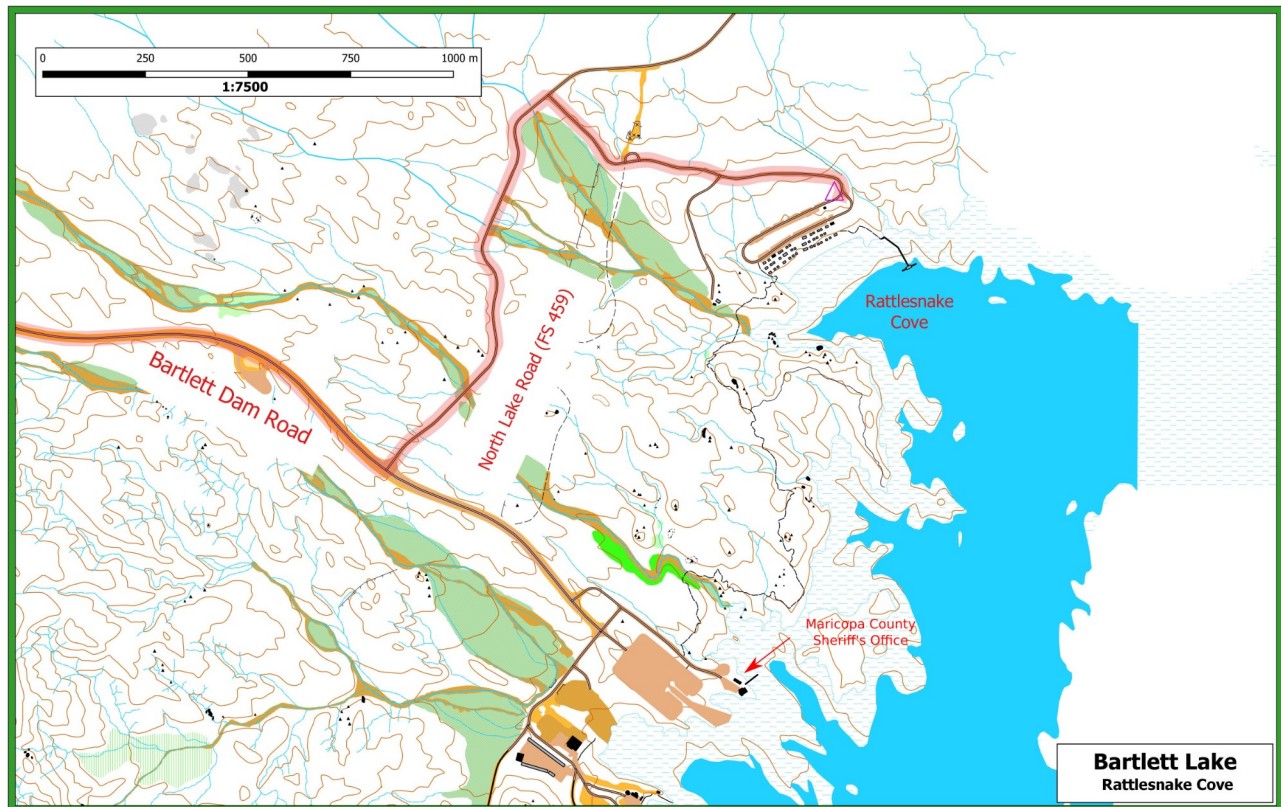 0 250 500 750 1000 m
1:7500
Rattlesnake
Cove
Bartlett Dam Road
North Lake Road (FS 459)
Maricopa County
Sheriff's Office
Bartlett Lake
Rattlesnake Cove